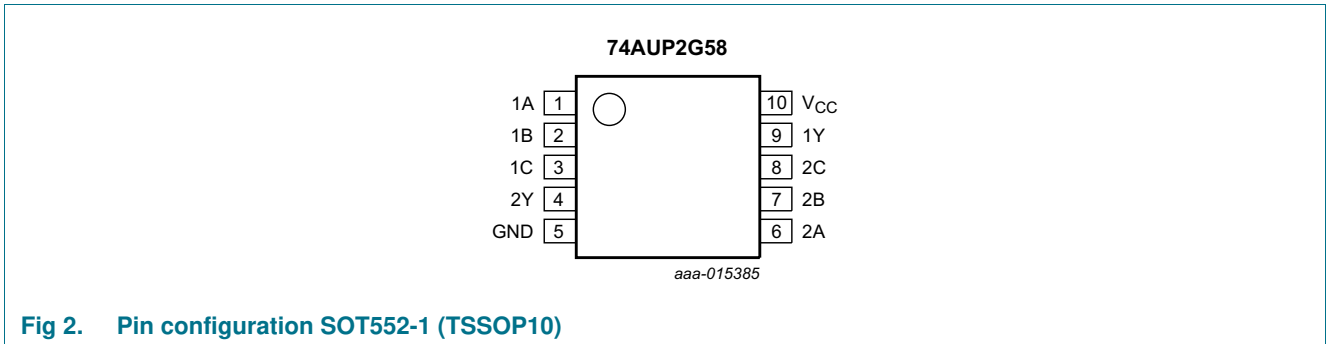 74AUP2G58
1A 1 10 VCC
1B 2 9 1Y
1C 3 8 2C
2Y 4 7 2B
GND 5 6 2A
aaa-015385
Fig 2. Pin configuration SOT552-1 (TSSOP10)